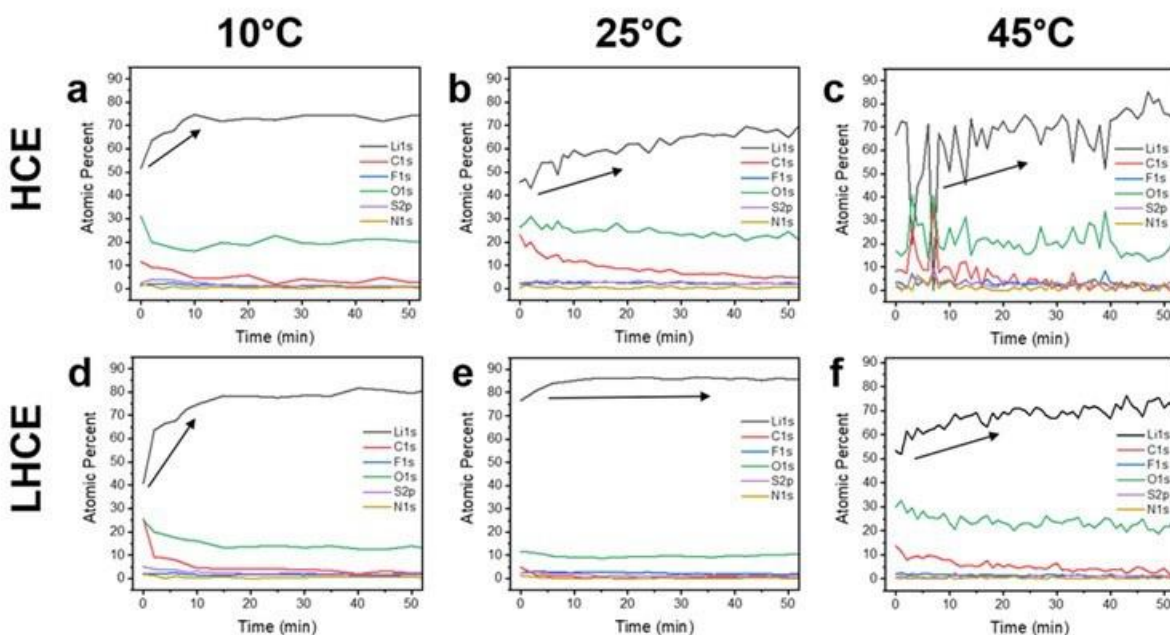 10°C 25°C 45°C
HCE
a
90
80
70
60
50
40
30
20
10
0
Atomic Percent
Li1s
C1s
F1s
O1s
S2p
N1s
0 10 20 30 40 50
Time (min)
b
90
80
70
60
50
40
30
20
10
0
Atomic Percent
Li1s
C1s
F1s
O1s
S2p
N1s
0 10 20 30 40 50
Time (min)
c
90
80
70
60
50
40
30
20
10
0
Atomic Percent
Li1s
C1s
F1s
O1s
S2p
N1s
0 10 20 30 40 50
Time (min)
LHCE
d
90
80
70
60
50
40
30
20
10
0
Atomic Percent
Li1s
C1s
F1s
O1s
S2p
N1s
0 10 20 30 40 50
Time (min)
e
90
80
70
60
50
40
30
20
10
0
Atomic Percent
Li1s
C1s
F1s
O1s
S2p
N1s
0 10 20 30 40 50
Time (min)
f
90
80
70
60
50
40
30
20
10
0
Atomic Percent
Li1s
C1s
F1s
O1s
S2p
N1s
0 10 20 30 40 50
Time (min)